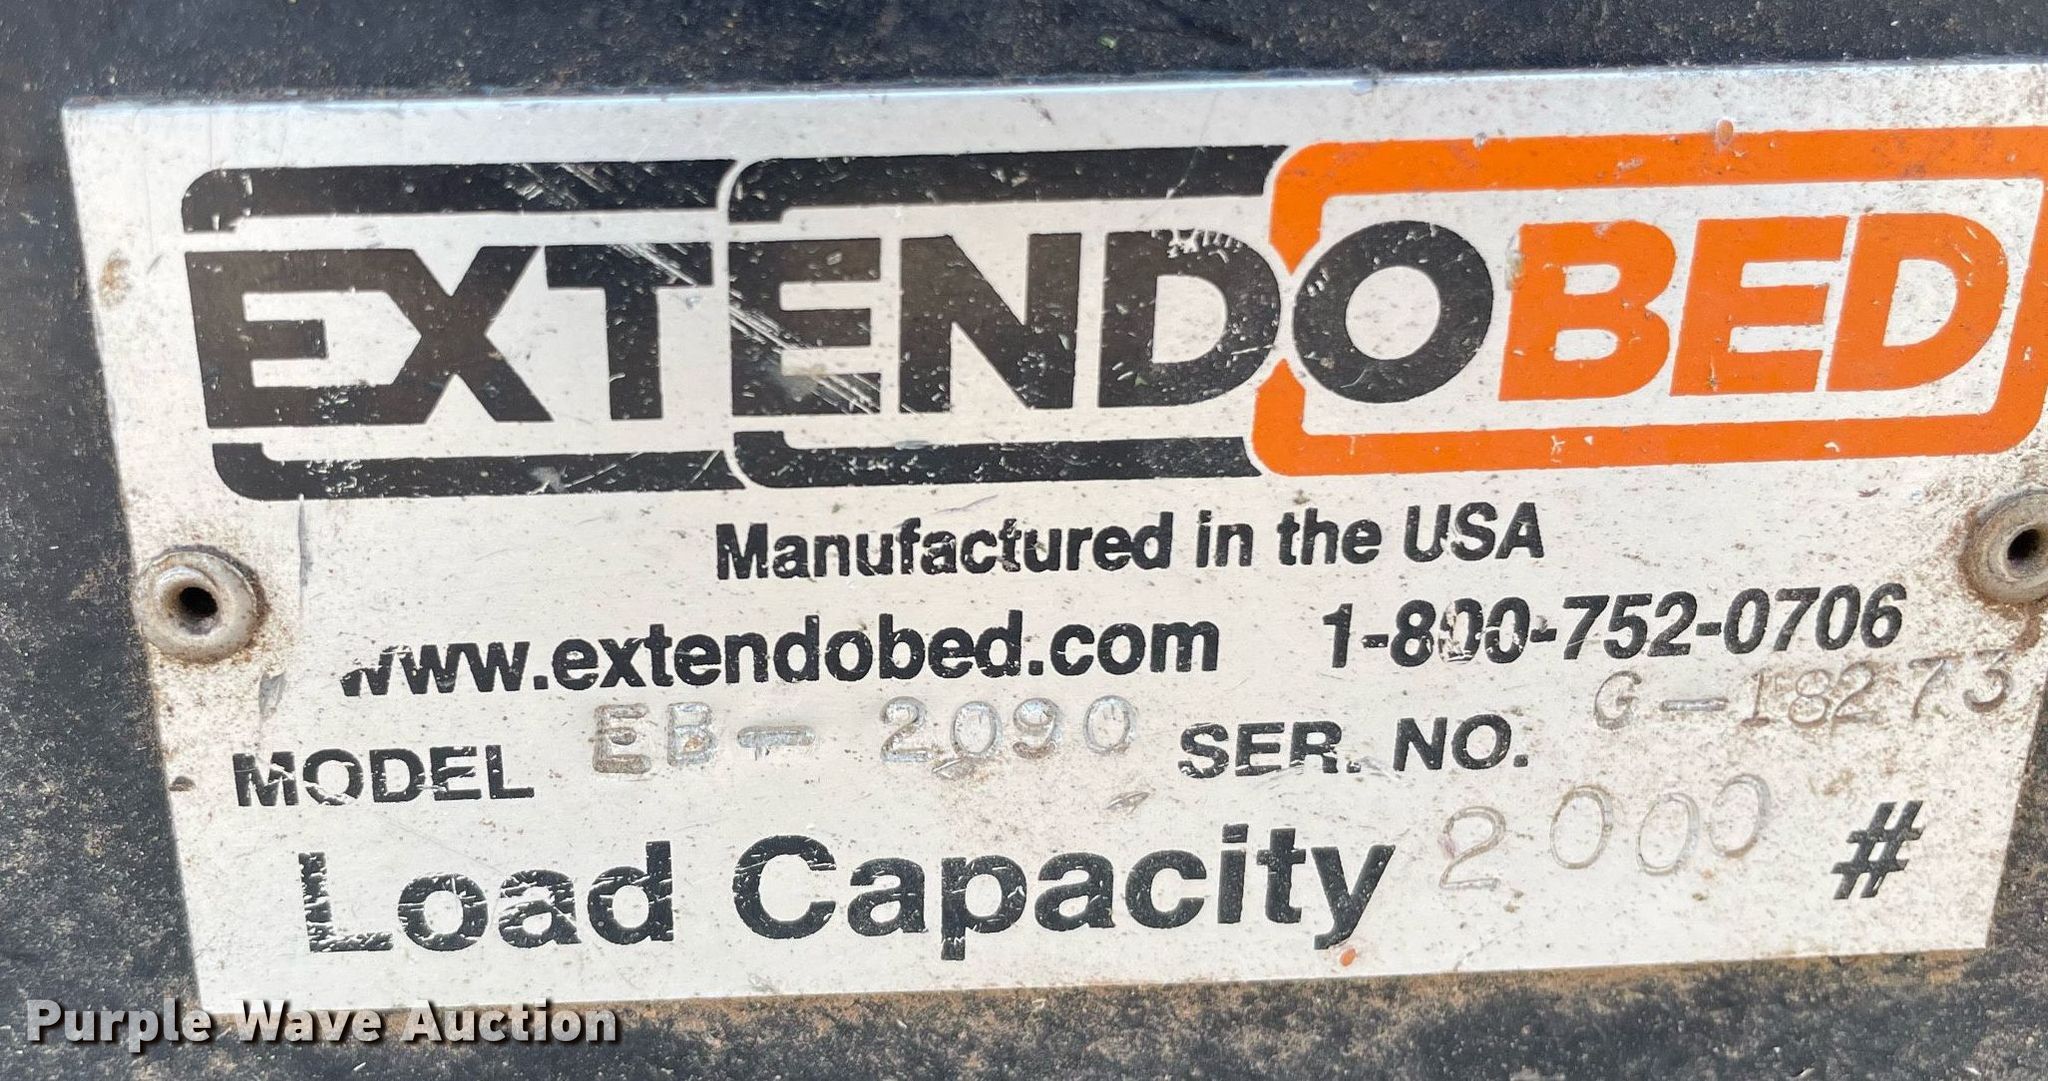 EXTENDOBED
Manufactured in the USA
www.extendobed.com 1-800-752-0706
MODEL EB-2090 SER. NO. G-18273
Load Capacity 2000 #
Purple Wave Auction